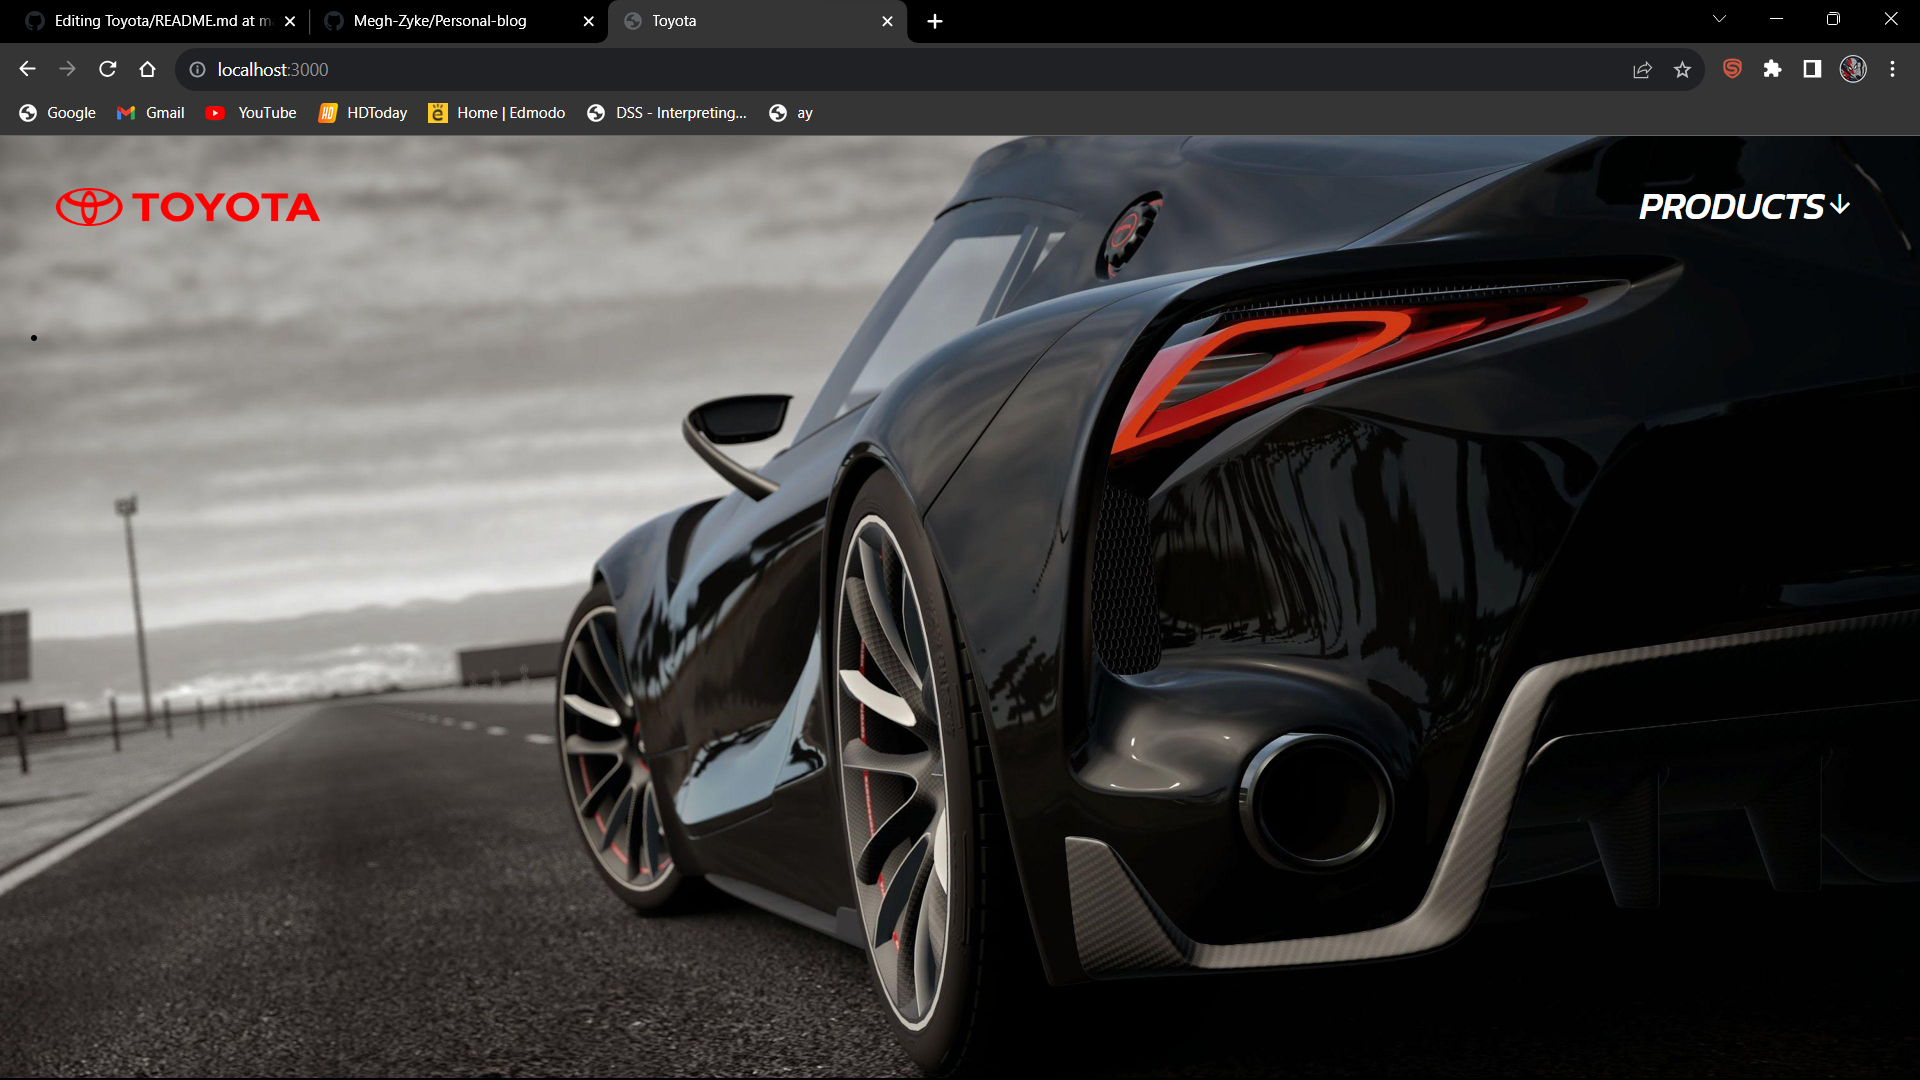 Editing Toyota/README.md at m
Megh-Zyke/Personal-blog
Toyota
localhost:3000
Google
Gmail
YouTube
HDToday
Home | Edmodo
DSS - Interpreting...
ay
TOYOTA
PRODUCTS